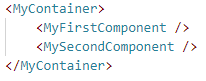 <MyContainer>
    <MyFirstComponent />
    <MySecondComponent />
</MyContainer>